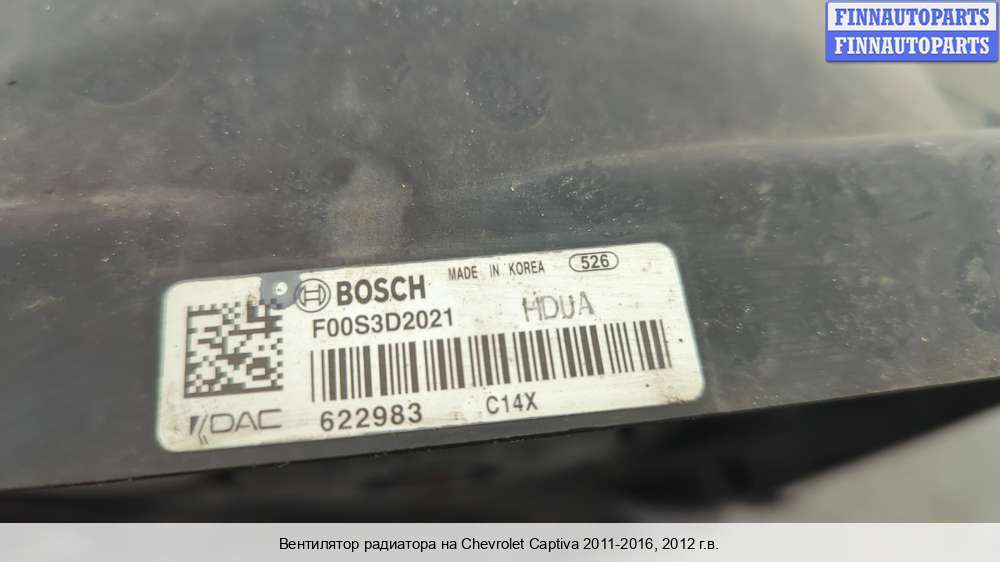 FINNAUTOPARTS
FINNAUTOPARTS
BOSCH MADE IN KOREA 526
F00S3D2021 HDUA
DAC 622983 C14X
Вентилятор радиатора на Chevrolet Captiva 2011-2016, 2012 г.в.